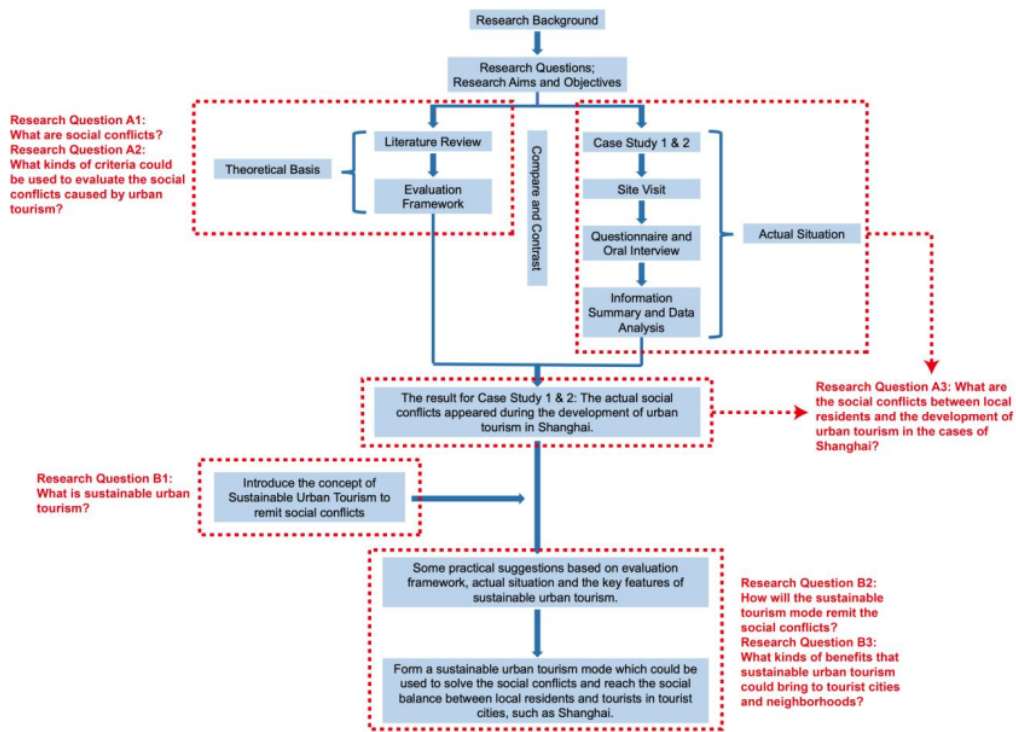 Research Background
Research Questions;
Research Aims and Objectives
Research Question A1:
What are social conflicts?
Research Question A2:
What kinds of criteria could
be used to evaluate the social
conflicts caused by urban
tourism?
Theoretical Basis
Literature Review
Evaluation
Framework
Compare and Contrast
Case Study 1 & 2
Site Visit
Questionnaire and
Oral Interview
Information
Summary and Data
Analysis
Actual Situation
The result for Case Study 1 & 2: The actual social
conflicts appeared during the development of urban
tourism in Shanghai.
Research Question A3: What are
the social conflicts between local
residents and the development of
urban tourism in the cases of
Shanghai?
Research Question B1:
What is sustainable urban
tourism?
Introduce the concept of
Sustainable Urban Tourism to
remit social conflicts
Some practical suggestions based on evaluation
framework, actual situation and the key features of
sustainable urban tourism.
Form a sustainable urban tourism mode which could be
used to solve the social conflicts and reach the social
balance between local residents and tourists in tourist
cities, such as Shanghai.
Research Question B2:
How will the sustainable
tourism mode remit the
social conflicts?
Research Question B3:
What kinds of benefits that
sustainable urban tourism
could bring to tourist cities
and neighborhoods?